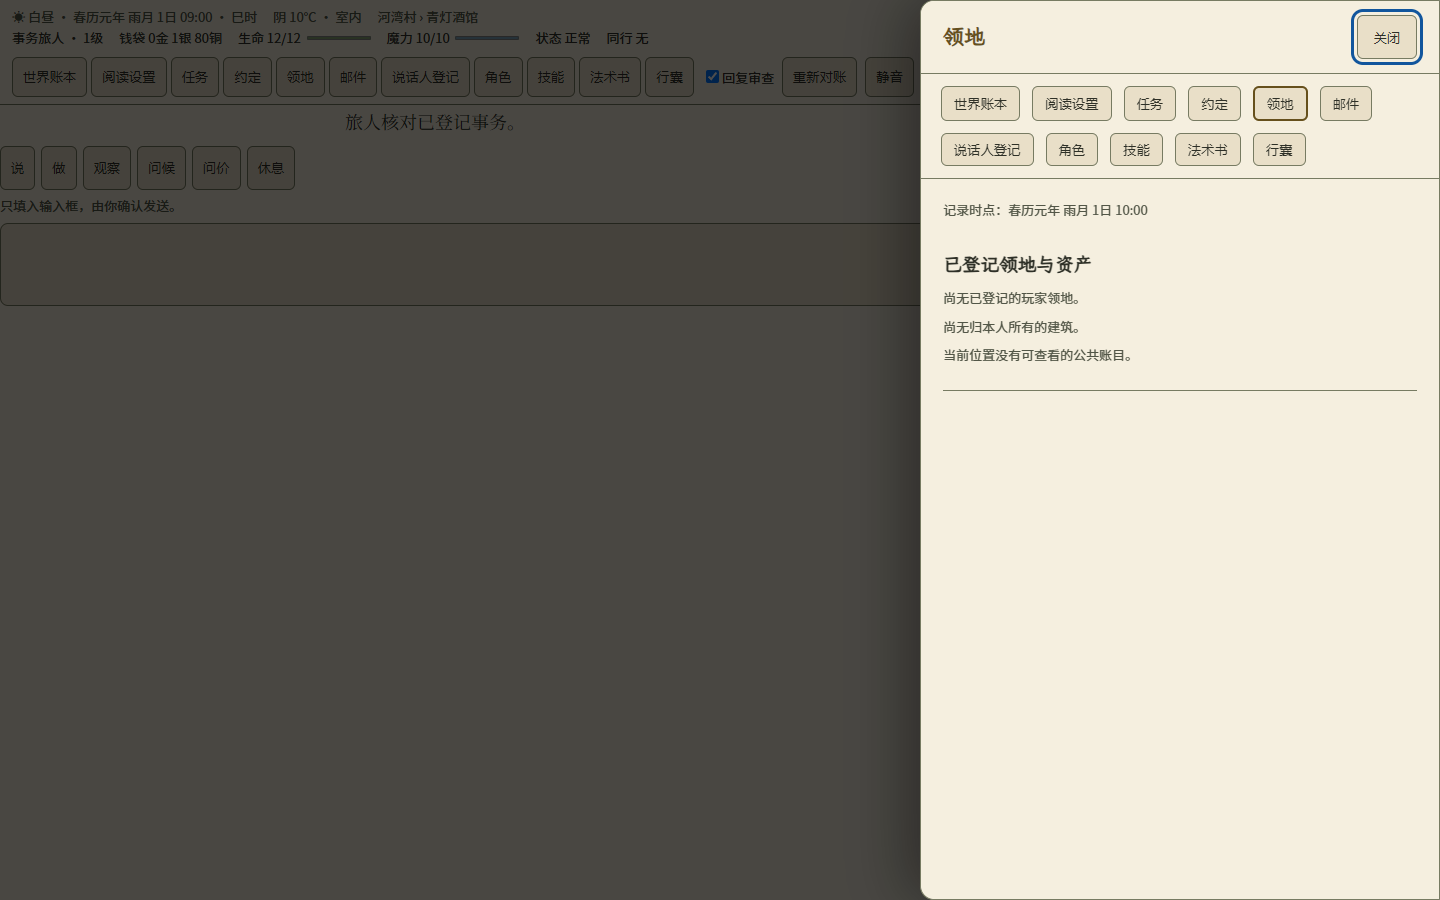 ☀ 白昼 · 春历元年 雨月 1日 09:00 · 巳时 阴 10°C · 室内 河湾村 › 青灯酒馆
事务旅人 · 1级 钱袋 0金 1银 80铜 生命 12/12 魔力 10/10 状态 正常 同行 无
世界账本 阅读设置 任务 约定 领地 邮件 说话人登记 角色 技能 法术书 行囊 回复审查 重新对账 静音
旅人核对已登记事务。
说 做 观察 问候 问价 休息
只填入输入框，由你确认发送。
领地
关闭
世界账本 阅读设置 任务 约定 领地 邮件
说话人登记 角色 技能 法术书 行囊
记录时点：春历元年 雨月 1日 10:00
已登记领地与资产
尚无已登记的玩家领地。
尚无归本人所有的建筑。
当前位置没有可查看的公共账目。